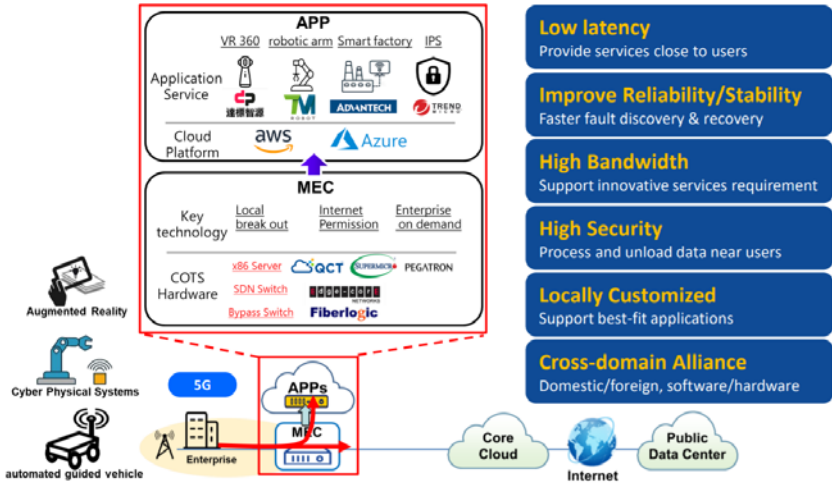 APP
VR 360 robotic arm Smart factory IPS
Application
Service
達標智源
TM
ROBOT
ADVANTECH
TREND
MICRO
Cloud
Platform
aws
Azure
MEC
Key
technology
Local
break out
Internet
Permission
Enterprise
on demand
COTS
Hardware
x86 Server
QCT
SUPERMICR
PEGATRON
SDN Switch
NETWORKS
Bypass Switch
Fiberlogic
Low latency
Provide services close to users
Improve Reliability/Stability
Faster fault discovery & recovery
High Bandwidth
Support innovative services requirement
High Security
Process and unload data near users
Locally Customized
Support best-fit applications
Cross-domain Alliance
Domestic/foreign, software/hardware
Augmented Reality
Cyber Physical Systems
automated guided vehicle
5G
Enterprise
APPs
MEC
Core
Cloud
Internet
Public
Data Center